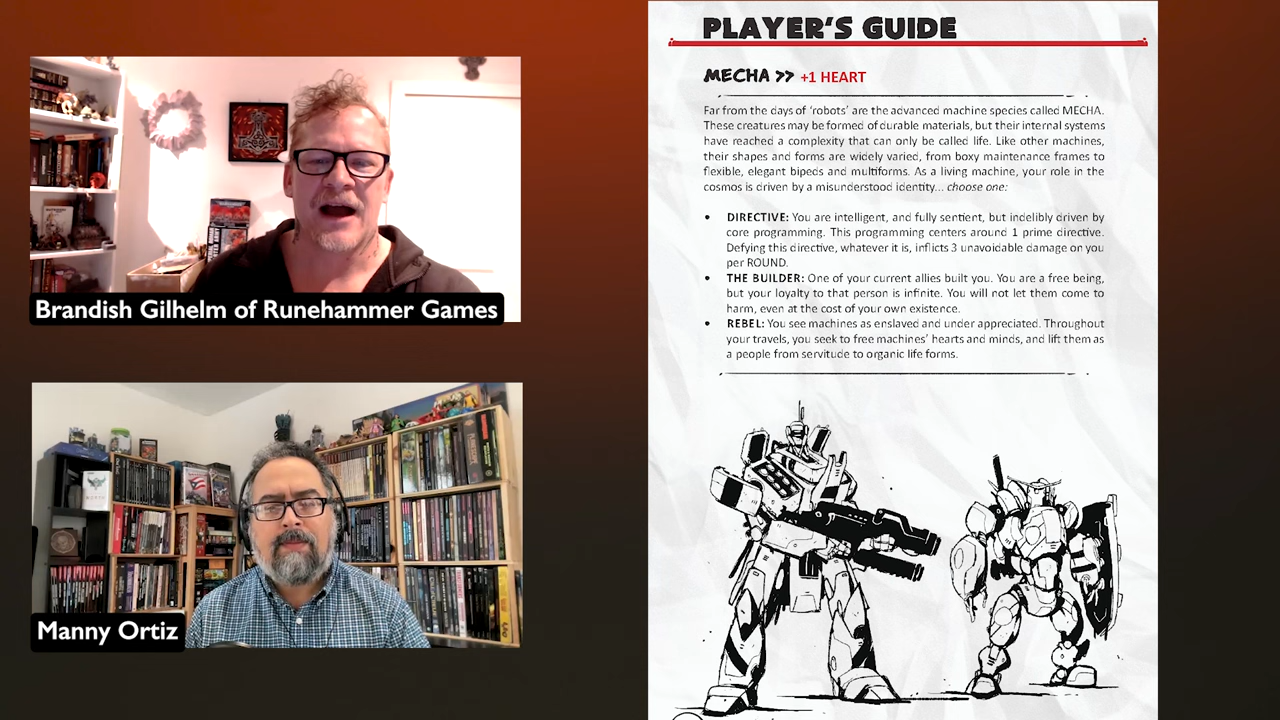 Brandish Gilhelm of Runehammer Games
Manny Ortiz
PLAYER'S GUIDE
MECHA >> +1 HEART
Far from the days of 'robots' are the advanced machine species called MECHA.
These creatures may be formed of durable materials, but their internal systems
have reached a complexity that can only be called life. Like other machines,
their shapes and forms are widely varied, from boxy maintenance frames to
flexible, elegant bipeds and multiforms. As a living machine, your role in the
cosmos is driven by a misunderstood identity... choose one:
• DIRECTIVE: You are intelligent, and fully sentient, but indelibly driven by
core programming. This programming centers around 1 prime directive.
Defying this directive, whatever it is, inflicts 3 unavoidable damage on you
per ROUND.
• THE BUILDER: One of your current allies built you. You are a free being,
but your loyalty to that person is infinite. You will not let them come to
harm, even at the cost of your own existence.
• REBEL: You see machines as enslaved and under appreciated. Throughout
your travels, you seek to free machines' hearts and minds, and lift them as
a people from servitude to organic life forms.